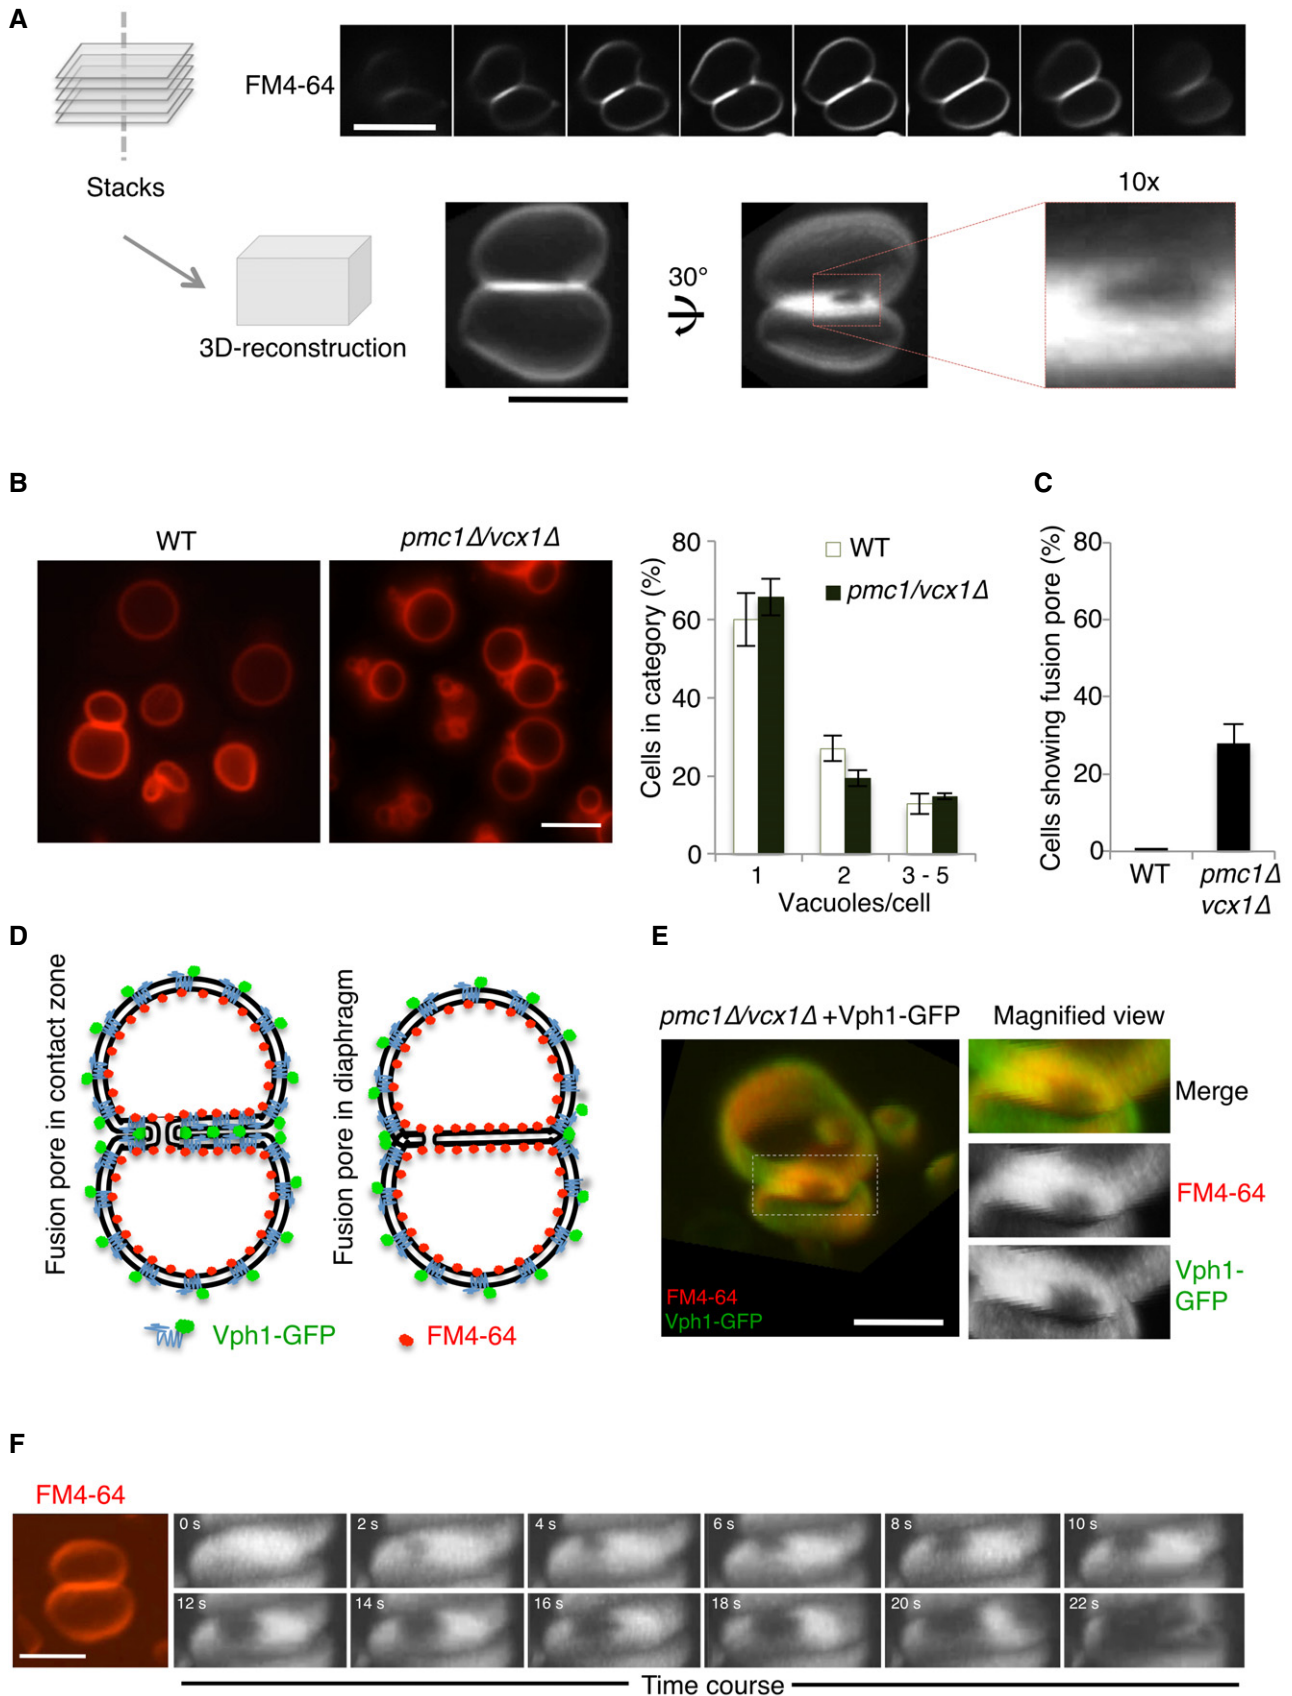 A
FM4-64
Stacks
10x
30°
3D-reconstruction
B
WT
pmc1Δ/vcx1Δ
Cells in category (%)
80
60
40
20
0
WT
pmc1/vcx1Δ
1
2
3 - 5
Vacuoles/cell
C
Cells showing fusion pore (%)
80
60
40
20
0
WT
pmc1Δ
vcx1Δ
D
Fusion pore in contact zone
Fusion pore in diaphragm
Vph1-GFP
FM4-64
E
pmc1Δ/vcx1Δ +Vph1-GFP
Magnified view
Merge
FM4-64
Vph1-
GFP
FM4-64
Vph1-GFP
F
FM4-64
0 s
2 s
4 s
6 s
8 s
10 s
12 s
14 s
16 s
18 s
20 s
22 s
Time course